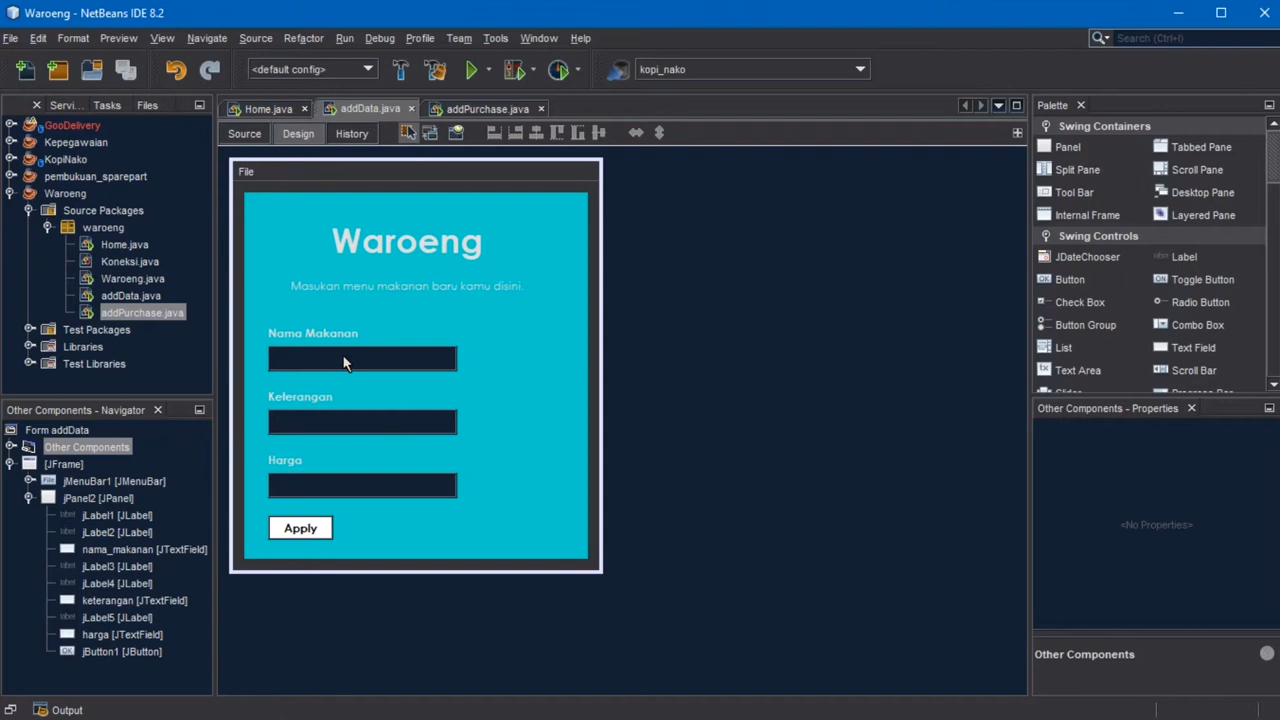 Waroeng - NetBeans IDE 8.2
File Edit Format Preview View Navigate Source Refactor Run Debug Profile Team Tools Window Help
Search (Ctrl+I)
<default config>
kopi_nako
Servi... Tasks Files
Home.java addData.java addPurchase.java
Palette
Source Design History
GooDelivery
Kepegawaian
KopiNako
pembukuan_sparepart
Waroeng
Source Packages
waroeng
Home.java
Koneksi.java
Waroeng.java
addData.java
addPurchase.java
Test Packages
Libraries
Test Libraries
Other Components - Navigator
Form addData
Other Components
[JFrame]
jMenuBar1 [JMenuBar]
jPanel2 [JPanel]
jLabel1 [JLabel]
jLabel2 [JLabel]
nama_makanan [JTextField]
jLabel3 [JLabel]
jLabel4 [JLabel]
keterangan [JTextField]
jLabel5 [JLabel]
harga [JTextField]
jButton1 [JButton]
File
Waroeng
Masukan menu makanan baru kamu disini.
Nama Makanan
Keterangan
Harga
Apply
Swing Containers
Panel Tabbed Pane
Split Pane Scroll Pane
Tool Bar Desktop Pane
Internal Frame Layered Pane
Swing Controls
JDateChooser Label
Button Toggle Button
Check Box Radio Button
Button Group Combo Box
List Text Field
Text Area Scroll Bar
Other Components - Properties
<No Properties>
Other Components
Output